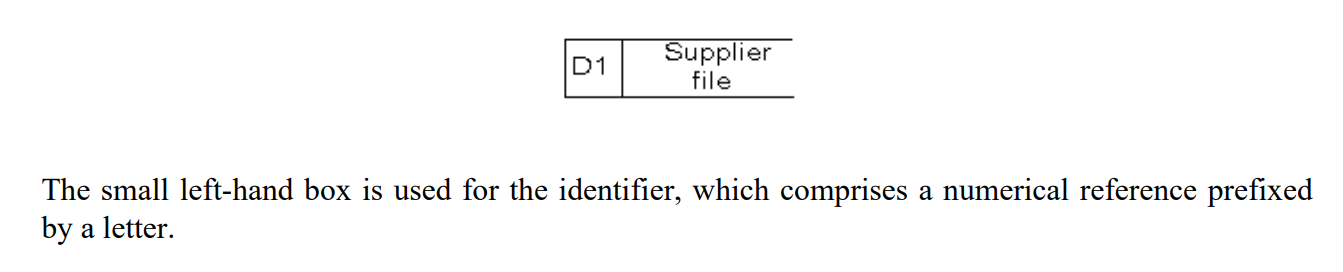 D1
Supplier
file
The small left-hand box is used for the identifier, which comprises a numerical reference prefixed
by a letter.